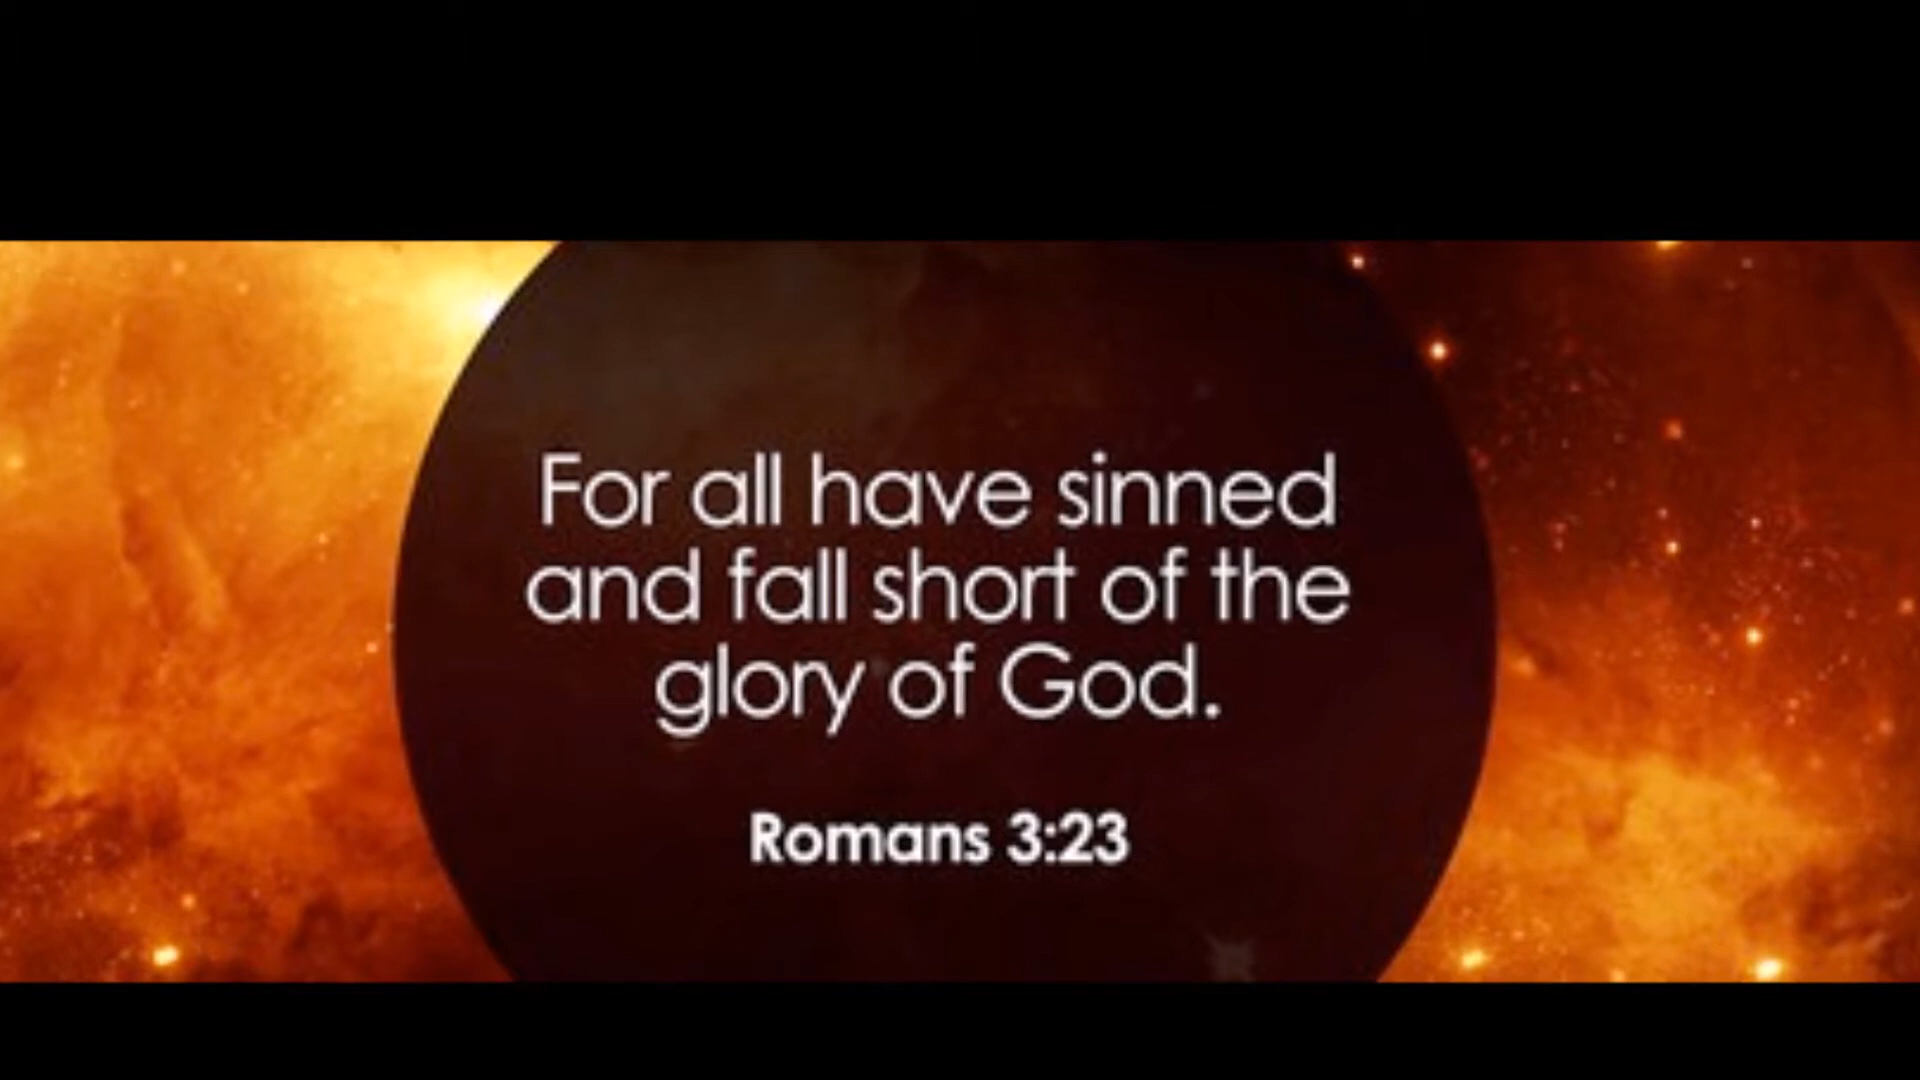 For all have sinned
and fall short of the
glory of God.
Romans 3:23